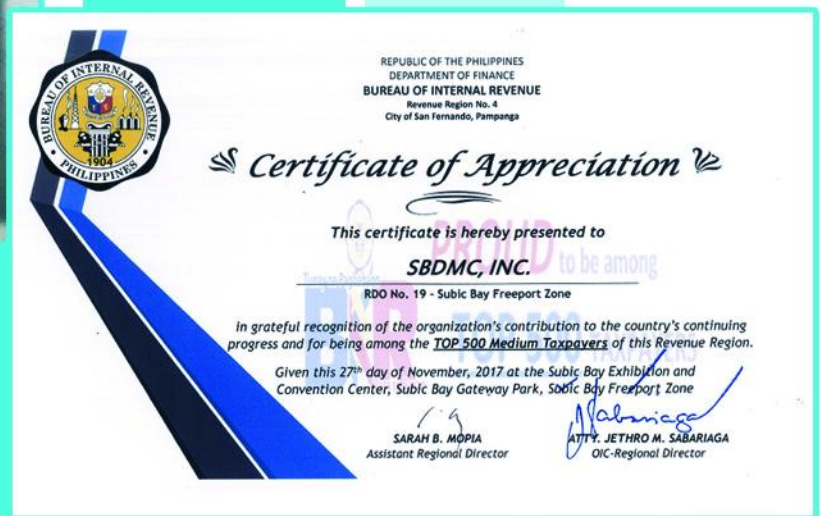 BUREAU OF INTERNAL REVENUE
1904
PHILIPPINES
REPUBLIC OF THE PHILIPPINES
DEPARTMENT OF FINANCE
BUREAU OF INTERNAL REVENUE
Revenue Region No. 4
City of San Fernando, Pampanga
Certificate of Appreciation
This certificate is hereby presented to
PROUD to be among
SBDMC, INC.
RDO No. 19 - Subic Bay Freeport Zone
BIR
TOP 500 TAXPAYERS
in grateful recognition of the organization's contribution to the country's continuing
progress and for being among the TOP 500 Medium Taxpayers of this Revenue Region.
Given this 27th day of November, 2017 at the Subic Bay Exhibition and
Convention Center, Subic Bay Gateway Park, Subic Bay Freeport Zone
SARAH B. MOPIA
Assistant Regional Director
ATTY. JETHRO M. SABARIAGA
OIC-Regional Director